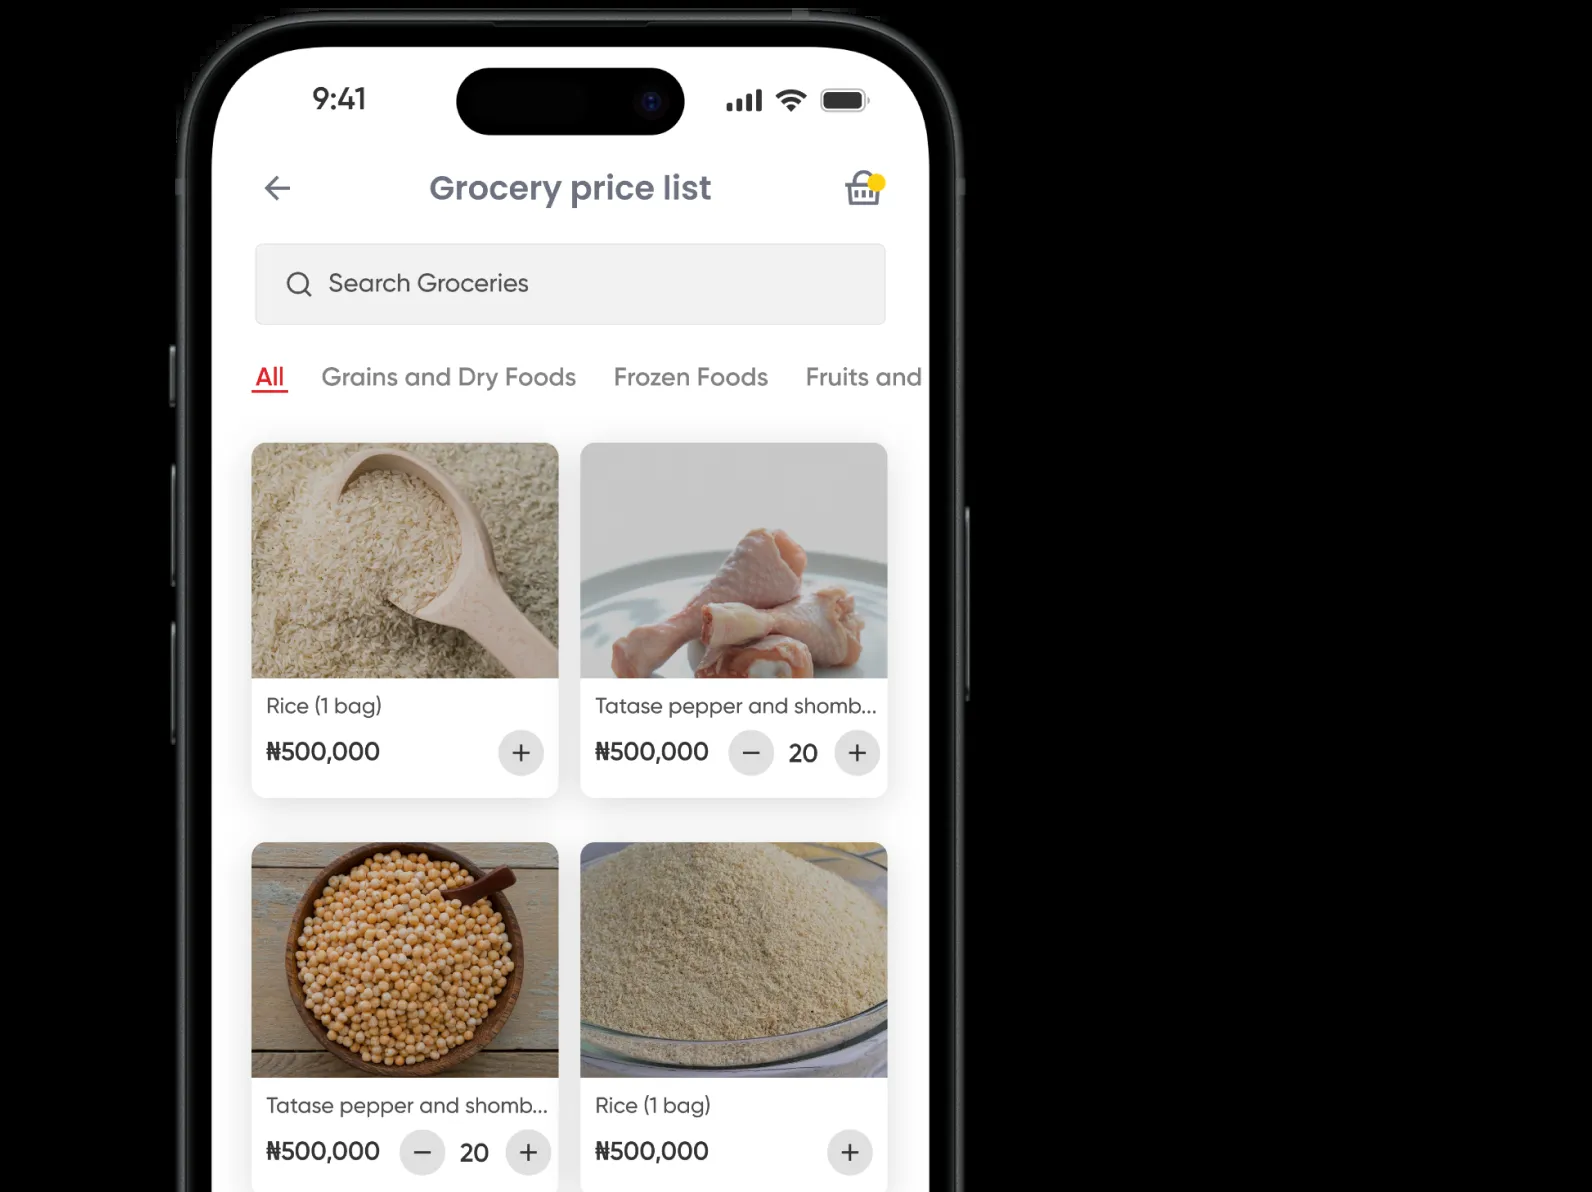 9:41
Grocery price list
Search Groceries
All Grains and Dry Foods Frozen Foods Fruits and
Rice (1 bag)
₦500,000
+
Tatase pepper and shomb...
₦500,000 − 20 +
Tatase pepper and shomb...
₦500,000 − 20 +
Rice (1 bag)
₦500,000
+